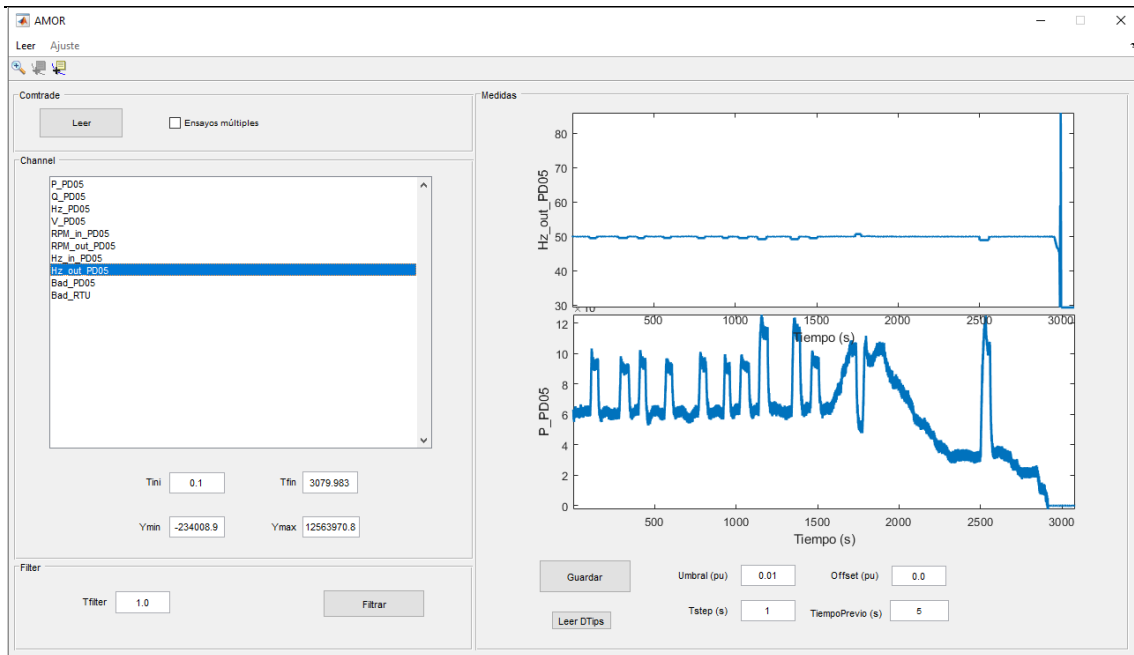 AMOR
Leer Ajuste
Comtrade
Leer
Ensayos múltiples
Channel
P_PD05
Q_PD05
Hz_PD05
V_PD05
RPM_in_PD05
RPM_out_PD05
Hz_in_PD05
Hz_out_PD05
Bad_PD05
Bad_RTU
Tini 0.1 Tfin 3079.983
Ymin -234008.9 Ymax 12563970.8
Filter
Tfilter 1.0 Filtrar
Medidas
Hz_out_PD05
80
70
60
50
40
30
500 1000 1500 2000 2500 3000
Tiempo (s)
P_PD05
12
10
8
6
4
2
0
500 1000 1500 2000 2500 3000
Tiempo (s)
Guardar Umbral (pu) 0.01 Offset (pu) 0.0
Leer DTips Tstep (s) 1 TiempoPrevio (s) 5